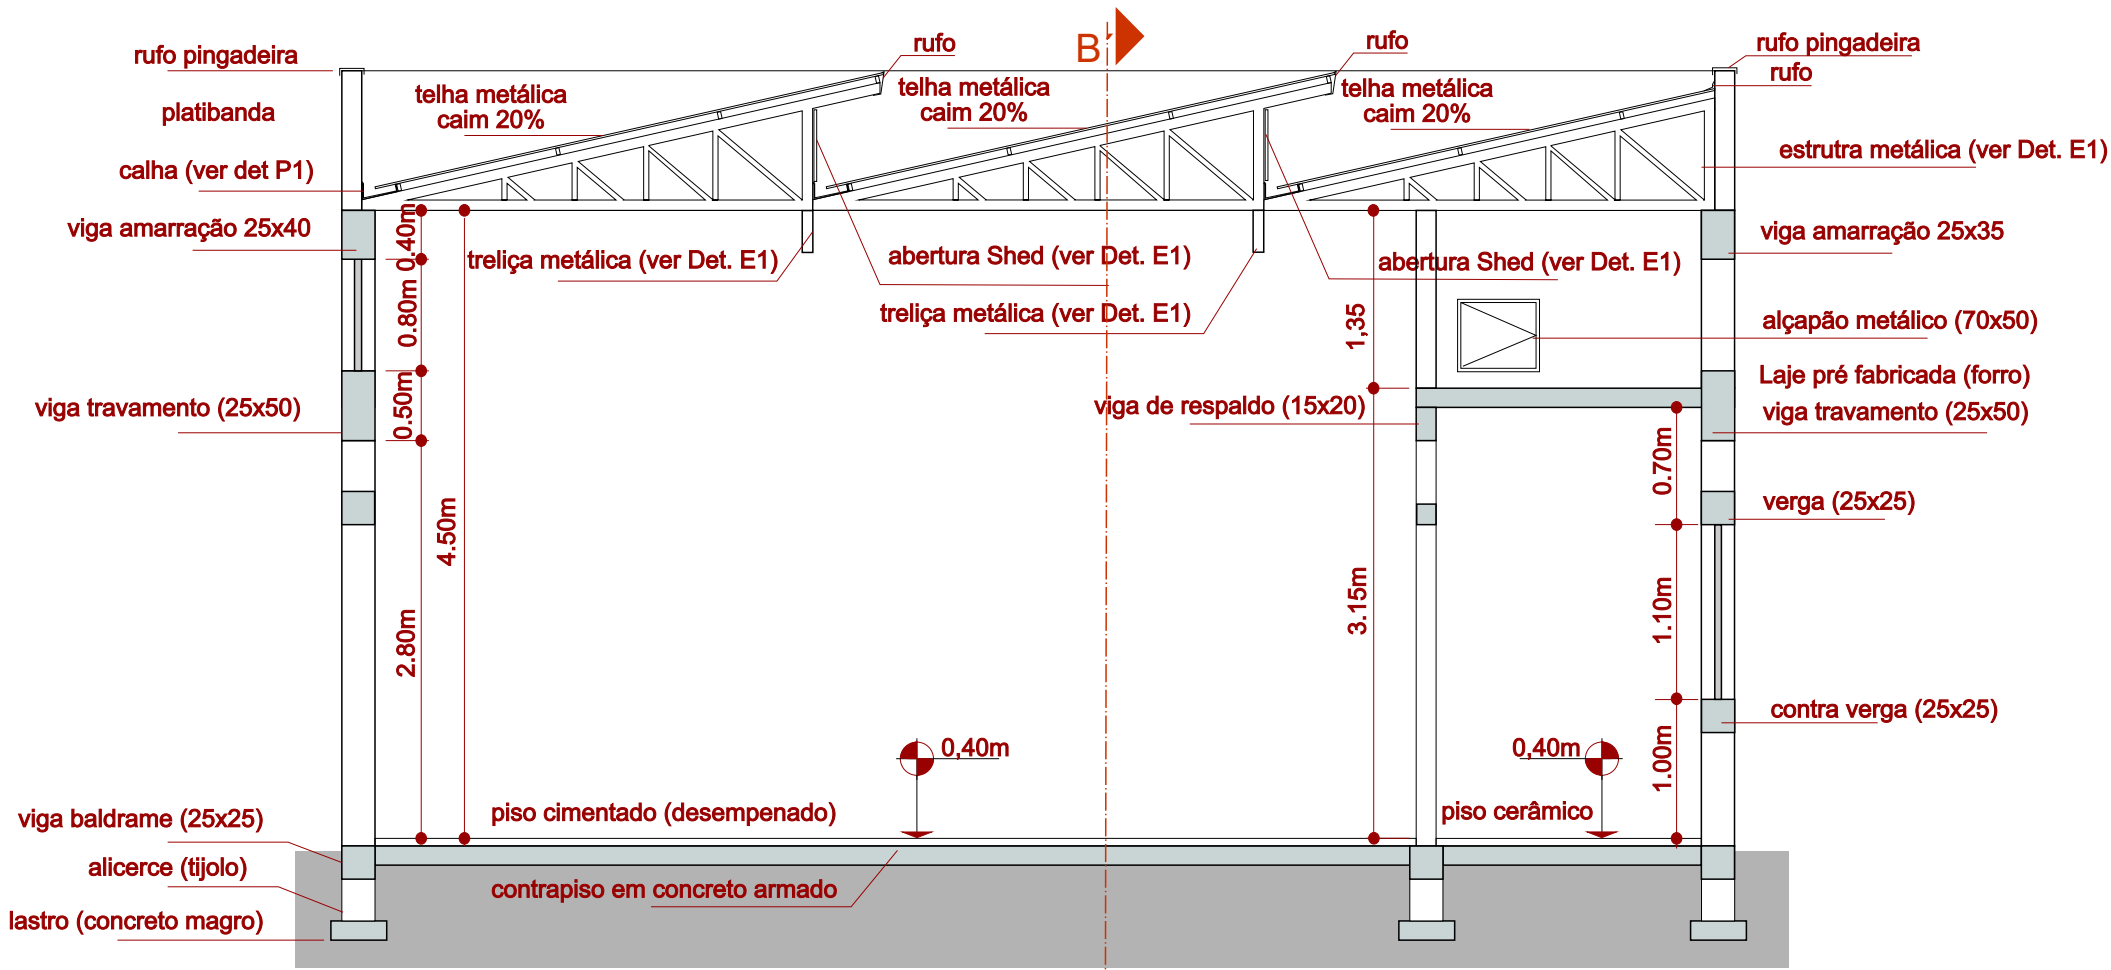 B'
rufo pingadeira
rufo
rufo
rufo pingadeira
rufo
platibanda
telha metálica
caim 20%
telha metálica
caim 20%
telha metálica
caim 20%
calha (ver det P1)
estrutra metálica (ver Det. E1)
viga amarração 25x40
0.40m
treliça metálica (ver Det. E1)
abertura Shed (ver Det. E1)
abertura Shed (ver Det. E1)
viga amarração 25x35
0.80m
treliça metálica (ver Det. E1)
1,35
alçapão metálico (70x50)
viga travamento (25x50)
0.50m
viga de respaldo (15x20)
Laje pré fabricada (forro)
viga travamento (25x50)
0.70m
4.50m
verga (25x25)
2.80m
3.15m
1.10m
contra verga (25x25)
0,40m
0,40m
1.00m
viga baldrame (25x25)
piso cimentado (desempenado)
piso cerâmico
alicerce (tijolo)
contrapiso em concreto armado
lastro (concreto magro)